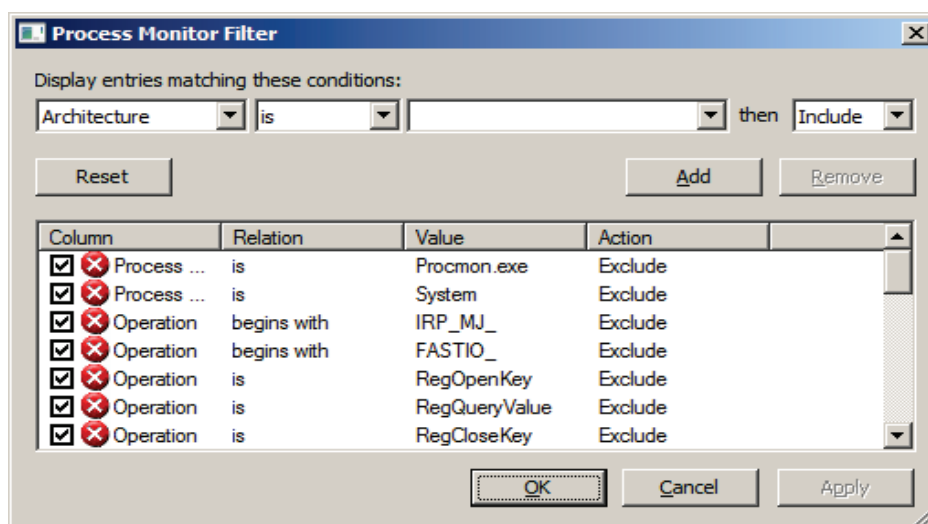 Process Monitor Filter
Display entries matching these conditions:
Architecture is then Include
Reset Add Remove
Column Relation Value Action
Process ... is Procmon.exe Exclude
Process ... is System Exclude
Operation begins with IRP_MJ_ Exclude
Operation begins with FASTIO_ Exclude
Operation is RegOpenKey Exclude
Operation is RegQueryValue Exclude
Operation is RegCloseKey Exclude
OK Cancel Apply